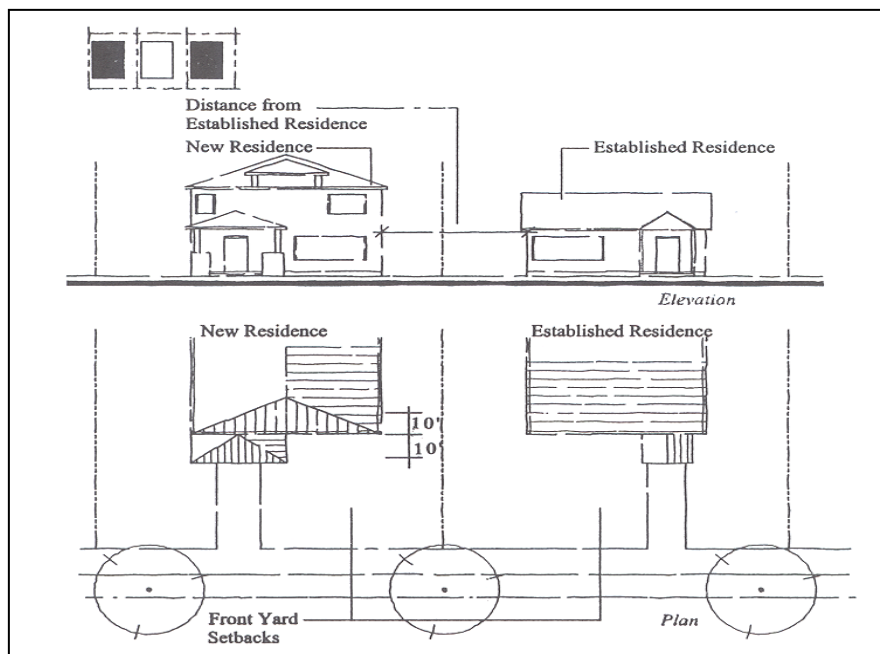 Distance from
Established Residence
New Residence
Established Residence
Elevation
New Residence
Established Residence
10'
10'
Front Yard
Setbacks
Plan